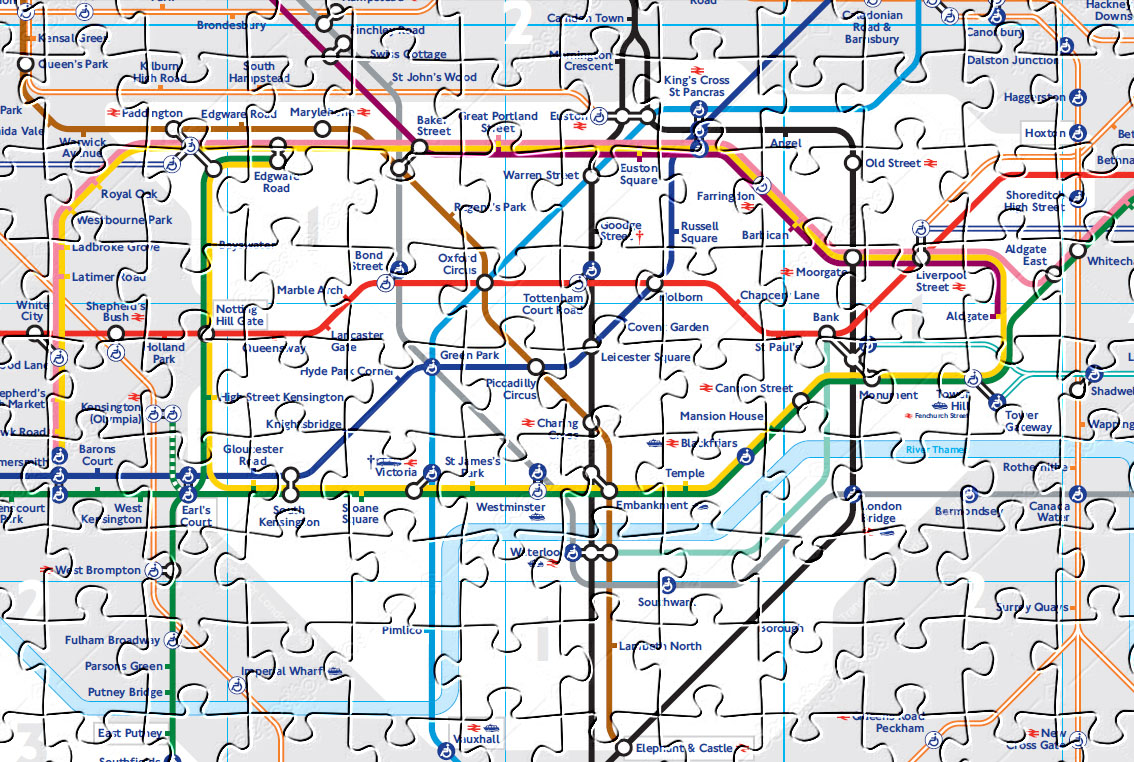 Brondesbury
Finchley Road
Camden Town
Road
Caledonian
Road &
Barnsbury
Canonbury
Hackney
Downs
Kensal Green
Swiss Cottage
2
Mornington
Crescent
Dalston Junction
Queen's Park
Kilburn
High Road
South
Hampstead
St John's Wood
King's Cross
St Pancras
Haggerston
Park
Paddington
Edgware Road
Marylebone
Baker
Street
Great Portland
Street
Euston
Hoxton
ida Vale
Warwick
Avenue
Angel
Old Street
Edgware
Road
Warren Street
Euston
Square
Royal Oak
Farringdon
Shoreditch
High Street
Westbourne Park
Regent's Park
Goodge
Street
Russell
Square
Barbican
Ladbroke Grove
Bayswater
Bond
Street
Oxford
Circus
Moorgate
Liverpool
Street
Aldgate
East
Latimer Road
Marble Arch
Tottenham
Court Road
Holborn
Chancery Lane
White
City
Shepherd's
Bush
Notting
Hill Gate
Aldgate
Holland
Park
Queensway
Lancaster
Gate
Covent Garden
Bank
St Paul's
Green Park
Leicester Square
Hyde Park Corner
Piccadilly
Circus
Cannon Street
Monument
Tower
Hill
Fenchurch Street
Shadwell
Kensington
(Olympia)
High Street Kensington
Mansion House
Tower
Gateway
Wapping
Knightsbridge
Charing
Cross
Barons
Court
Gloucester
Road
Victoria
St James's
Park
Blackfriars
Temple
River Thames
Rotherhithe
West
Kensington
Earl's
Court
South
Kensington
Sloane
Square
Westminster
Embankment
London
Bridge
Bermondsey
Canada
Water
West Brompton
Waterloo
Southwark
2
Surrey Quays
Pimlico
1
Borough
Fulham Broadway
Lambeth North
Parsons Green
Imperial Wharf
Putney Bridge
East Putney
3
Vauxhall
Elephant & Castle
Queens Road
Peckham
New
Cross Gate
Southfields